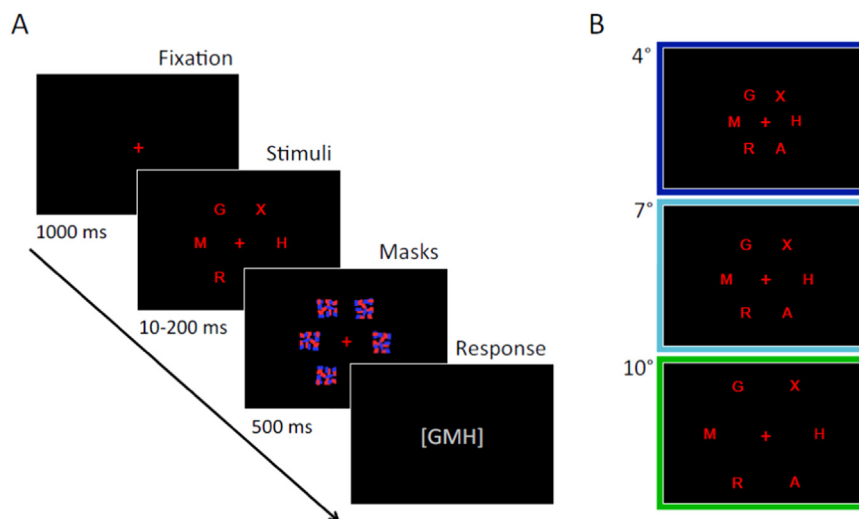 A
Fixation
+
1000 ms
Stimuli
G X
M + H
R
10-200 ms
Masks
+
500 ms
Response
[GMH]
B
4°
G X
M + H
R A
7°
G X
M + H
R A
10°
G X
M + H
R A